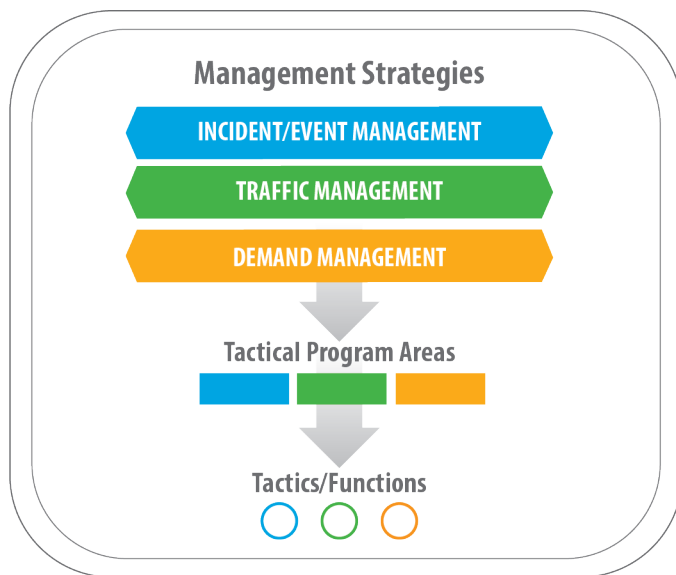 Management Strategies
INCIDENT/EVENT MANAGEMENT
TRAFFIC MANAGEMENT
DEMAND MANAGEMENT
Tactical Program Areas
Tactics/Functions